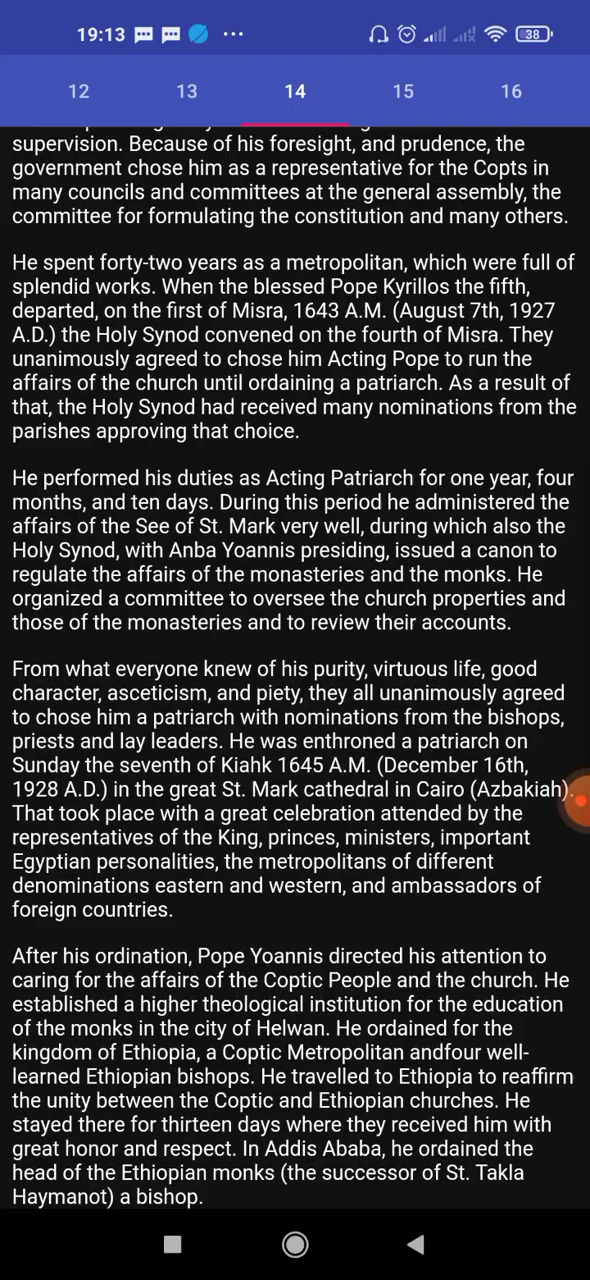 19:13
38
12 13 14 15 16
supervision. Because of his foresight, and prudence, the
government chose him as a representative for the Copts in
many councils and committees at the general assembly, the
committee for formulating the constitution and many others.
He spent forty-two years as a metropolitan, which were full of
splendid works. When the blessed Pope Kyrillos the fifth,
departed, on the first of Misra, 1643 A.M. (August 7th, 1927
A.D.) the Holy Synod convened on the fourth of Misra. They
unanimously agreed to chose him Acting Pope to run the
affairs of the church until ordaining a patriarch. As a result of
that, the Holy Synod had received many nominations from the
parishes approving that choice.
He performed his duties as Acting Patriarch for one year, four
months, and ten days. During this period he administered the
affairs of the See of St. Mark very well, during which also the
Holy Synod, with Anba Yoannis presiding, issued a canon to
regulate the affairs of the monasteries and the monks. He
organized a committee to oversee the church properties and
those of the monasteries and to review their accounts.
From what everyone knew of his purity, virtuous life, good
character, asceticism, and piety, they all unanimously agreed
to chose him a patriarch with nominations from the bishops,
priests and lay leaders. He was enthroned a patriarch on
Sunday the seventh of Kiahk 1645 A.M. (December 16th,
1928 A.D.) in the great St. Mark cathedral in Cairo (Azbakiah).
That took place with a great celebration attended by the
representatives of the King, princes, ministers, important
Egyptian personalities, the metropolitans of different
denominations eastern and western, and ambassadors of
foreign countries.
After his ordination, Pope Yoannis directed his attention to
caring for the affairs of the Coptic People and the church. He
established a higher theological institution for the education
of the monks in the city of Helwan. He ordained for the
kingdom of Ethiopia, a Coptic Metropolitan andfour well-
learned Ethiopian bishops. He travelled to Ethiopia to reaffirm
the unity between the Coptic and Ethiopian churches. He
stayed there for thirteen days where they received him with
great honor and respect. In Addis Ababa, he ordained the
head of the Ethiopian monks (the successor of St. Takla
Haymanot) a bishop.